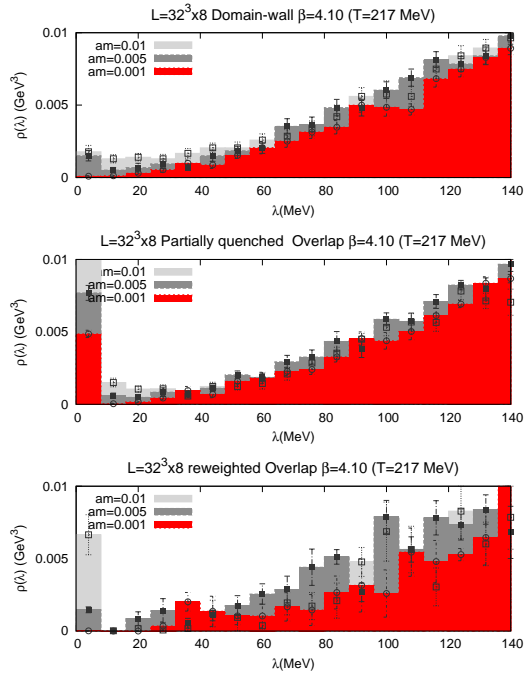 L=32³x8 Domain-wall β=4.10 (T=217 MeV)
am=0.01
am=0.005
am=0.001
ρ(λ) (GeV³)
0.01
0.005
0
0 20 40 60 80 100 120 140
λ(MeV)
L=32³x8 Partially quenched Overlap β=4.10 (T=217 MeV)
am=0.01
am=0.005
am=0.001
ρ(λ) (GeV³)
0.01
0.005
0
0 20 40 60 80 100 120 140
λ(MeV)
L=32³x8 reweighted Overlap β=4.10 (T=217 MeV)
am=0.01
am=0.005
am=0.001
ρ(λ) (GeV³)
0.01
0.005
0
0 20 40 60 80 100 120 140
λ(MeV)